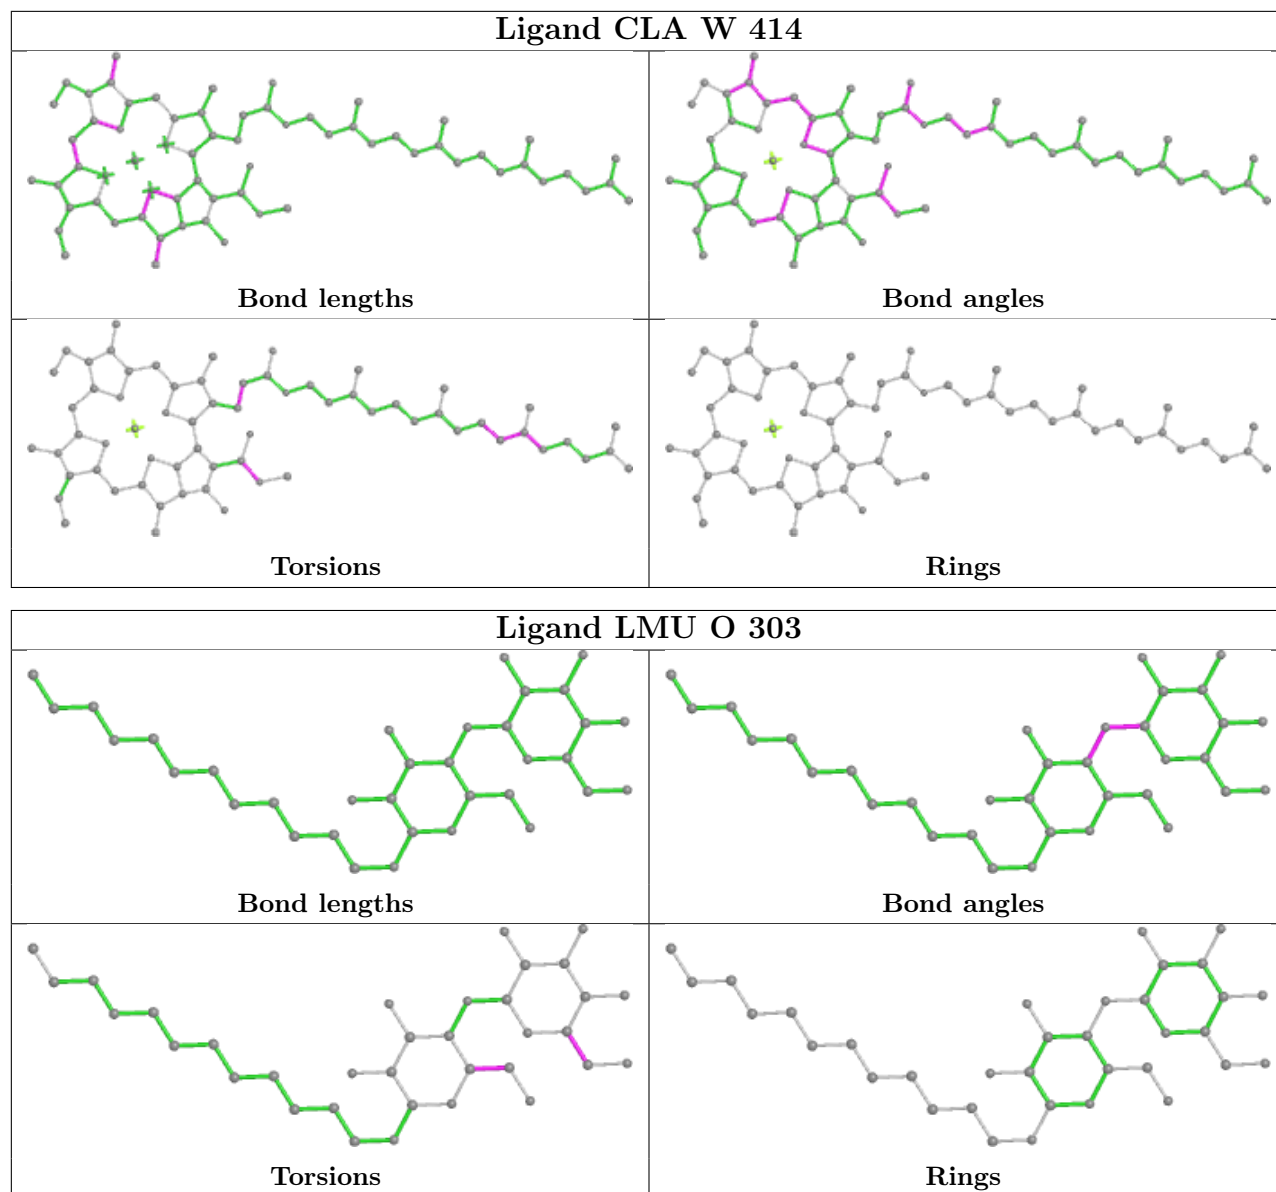 Ligand CLA W 414
Bond lengths
Bond angles
Torsions
Rings
Ligand LMU O 303
Bond lengths
Bond angles
Torsions
Rings